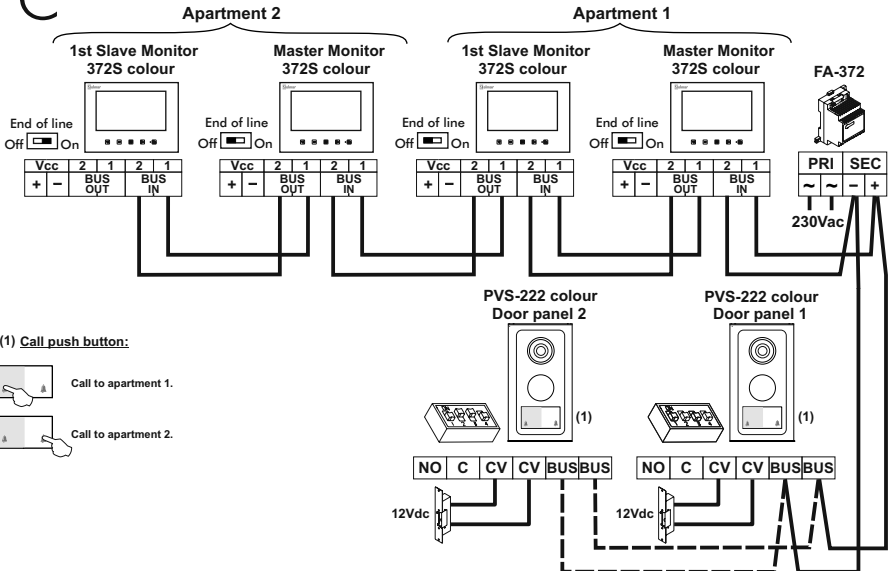 C
Apartment 2
Apartment 1
1st Slave Monitor
372S colour
Master Monitor
372S colour
1st Slave Monitor
372S colour
Master Monitor
372S colour
FA-372
End of line
Off On
End of line
Off On
End of line
Off On
End of line
Off On
Vcc 2 1 2 1
+ − BUS OUT BUS IN
Vcc 2 1 2 1
+ − BUS OUT BUS IN
Vcc 2 1 2 1
+ − BUS OUT BUS IN
Vcc 2 1 2 1
+ − BUS OUT BUS IN
PRI SEC
~ ~ − +
230Vac
PVS-222 colour
Door panel 2
PVS-222 colour
Door panel 1
(1) Call push button:
Call to apartment 1.
Call to apartment 2.
(1)
(1)
NO C CV CV BUS BUS
NO C CV CV BUS BUS
12Vdc
12Vdc